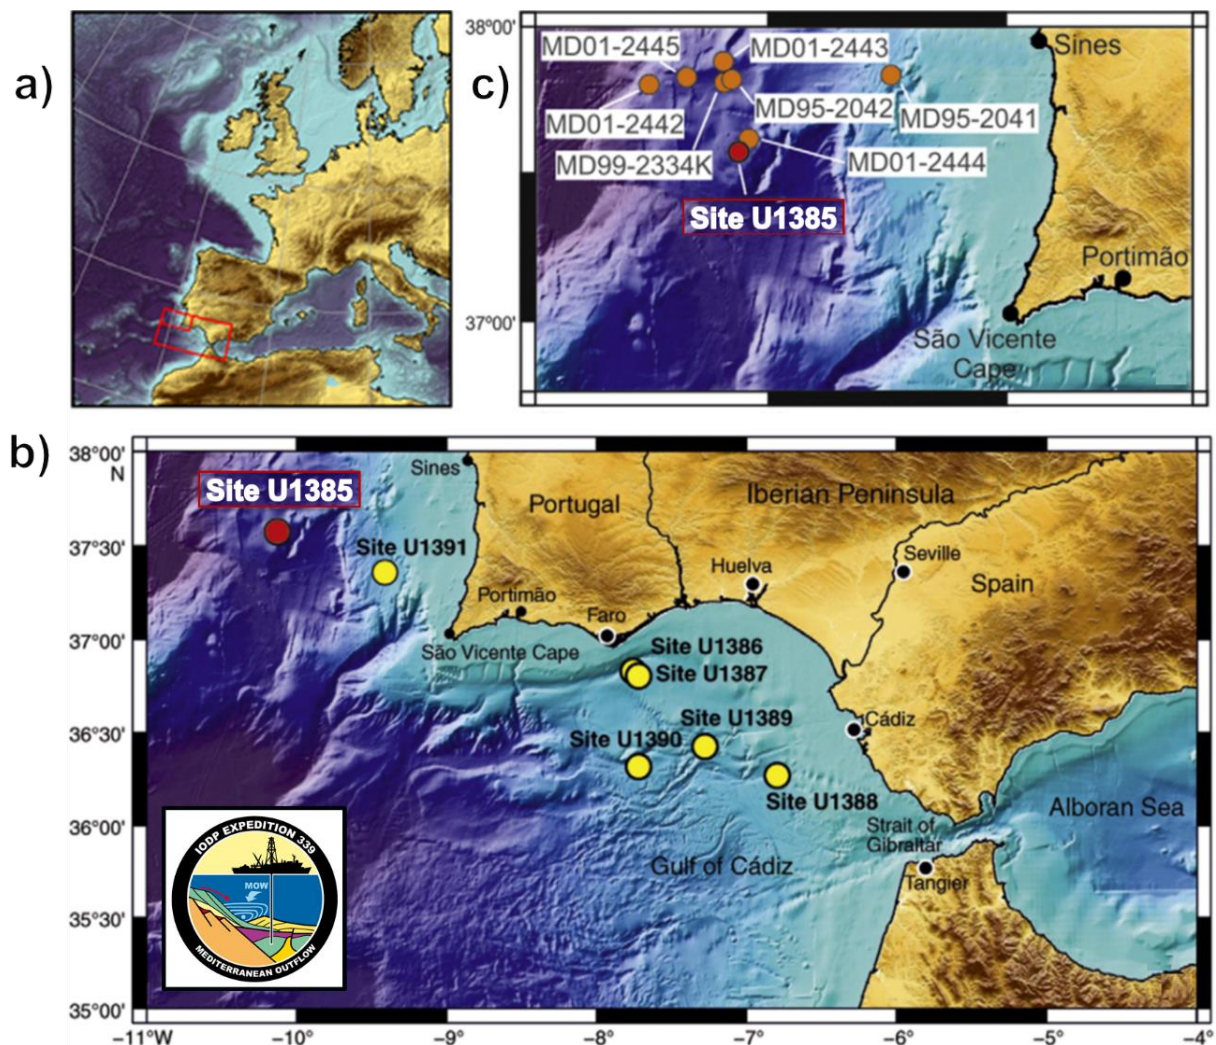 a)
c)
38°00'
37°00'
MD01-2445
MD01-2443
MD01-2442
MD95-2042
MD95-2041
MD99-2334K
MD01-2444
Site U1385
Sines
Portimão
São Vicente
Cape
b)
38°00'
N
37°50'
37°00'
36°50'
36°00'
35°50'
35°00'
Site U1385
Sines
Portugal
Iberian Peninsula
Site U1391
Huelva
Seville
Spain
Portimão
Faro
São Vicente Cape
Site U1386
Site U1387
Site U1389
Cádiz
Site U1390
Site U1388
Alboran Sea
Strait of
Gibraltar
Gulf of Cádiz
Tangier
IODP EXPEDITION 339
MOW
MEDITERRANEAN OUTFLOW
−11°W
−10°
−9°
−8°
−7°
−6°
−5°
−4°